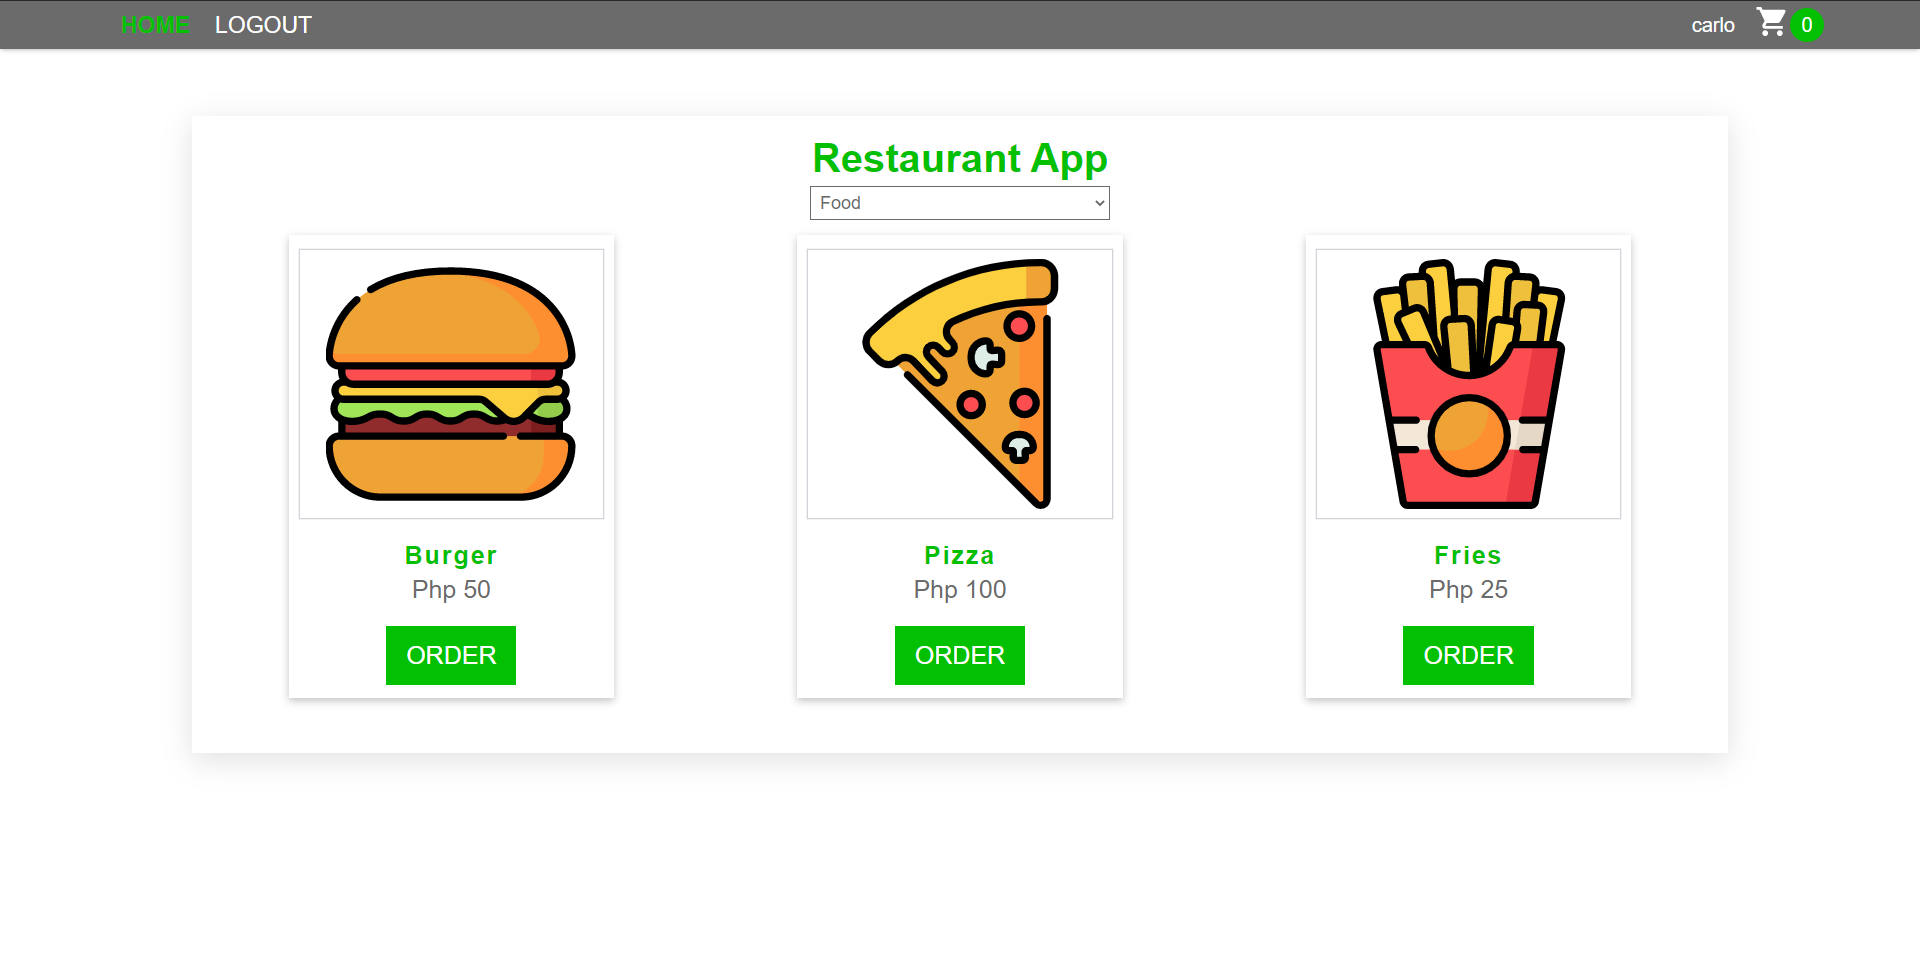 HOME LOGOUT carlo 0
Restaurant App
Food
Burger Pizza Fries
Php 50 Php 100 Php 25
ORDER ORDER ORDER